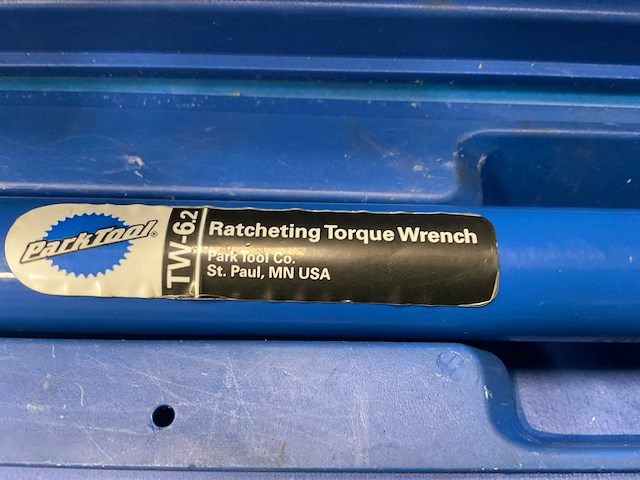 ParkTool®
TW-6.2
Ratcheting Torque Wrench
Park Tool Co.
St. Paul, MN USA